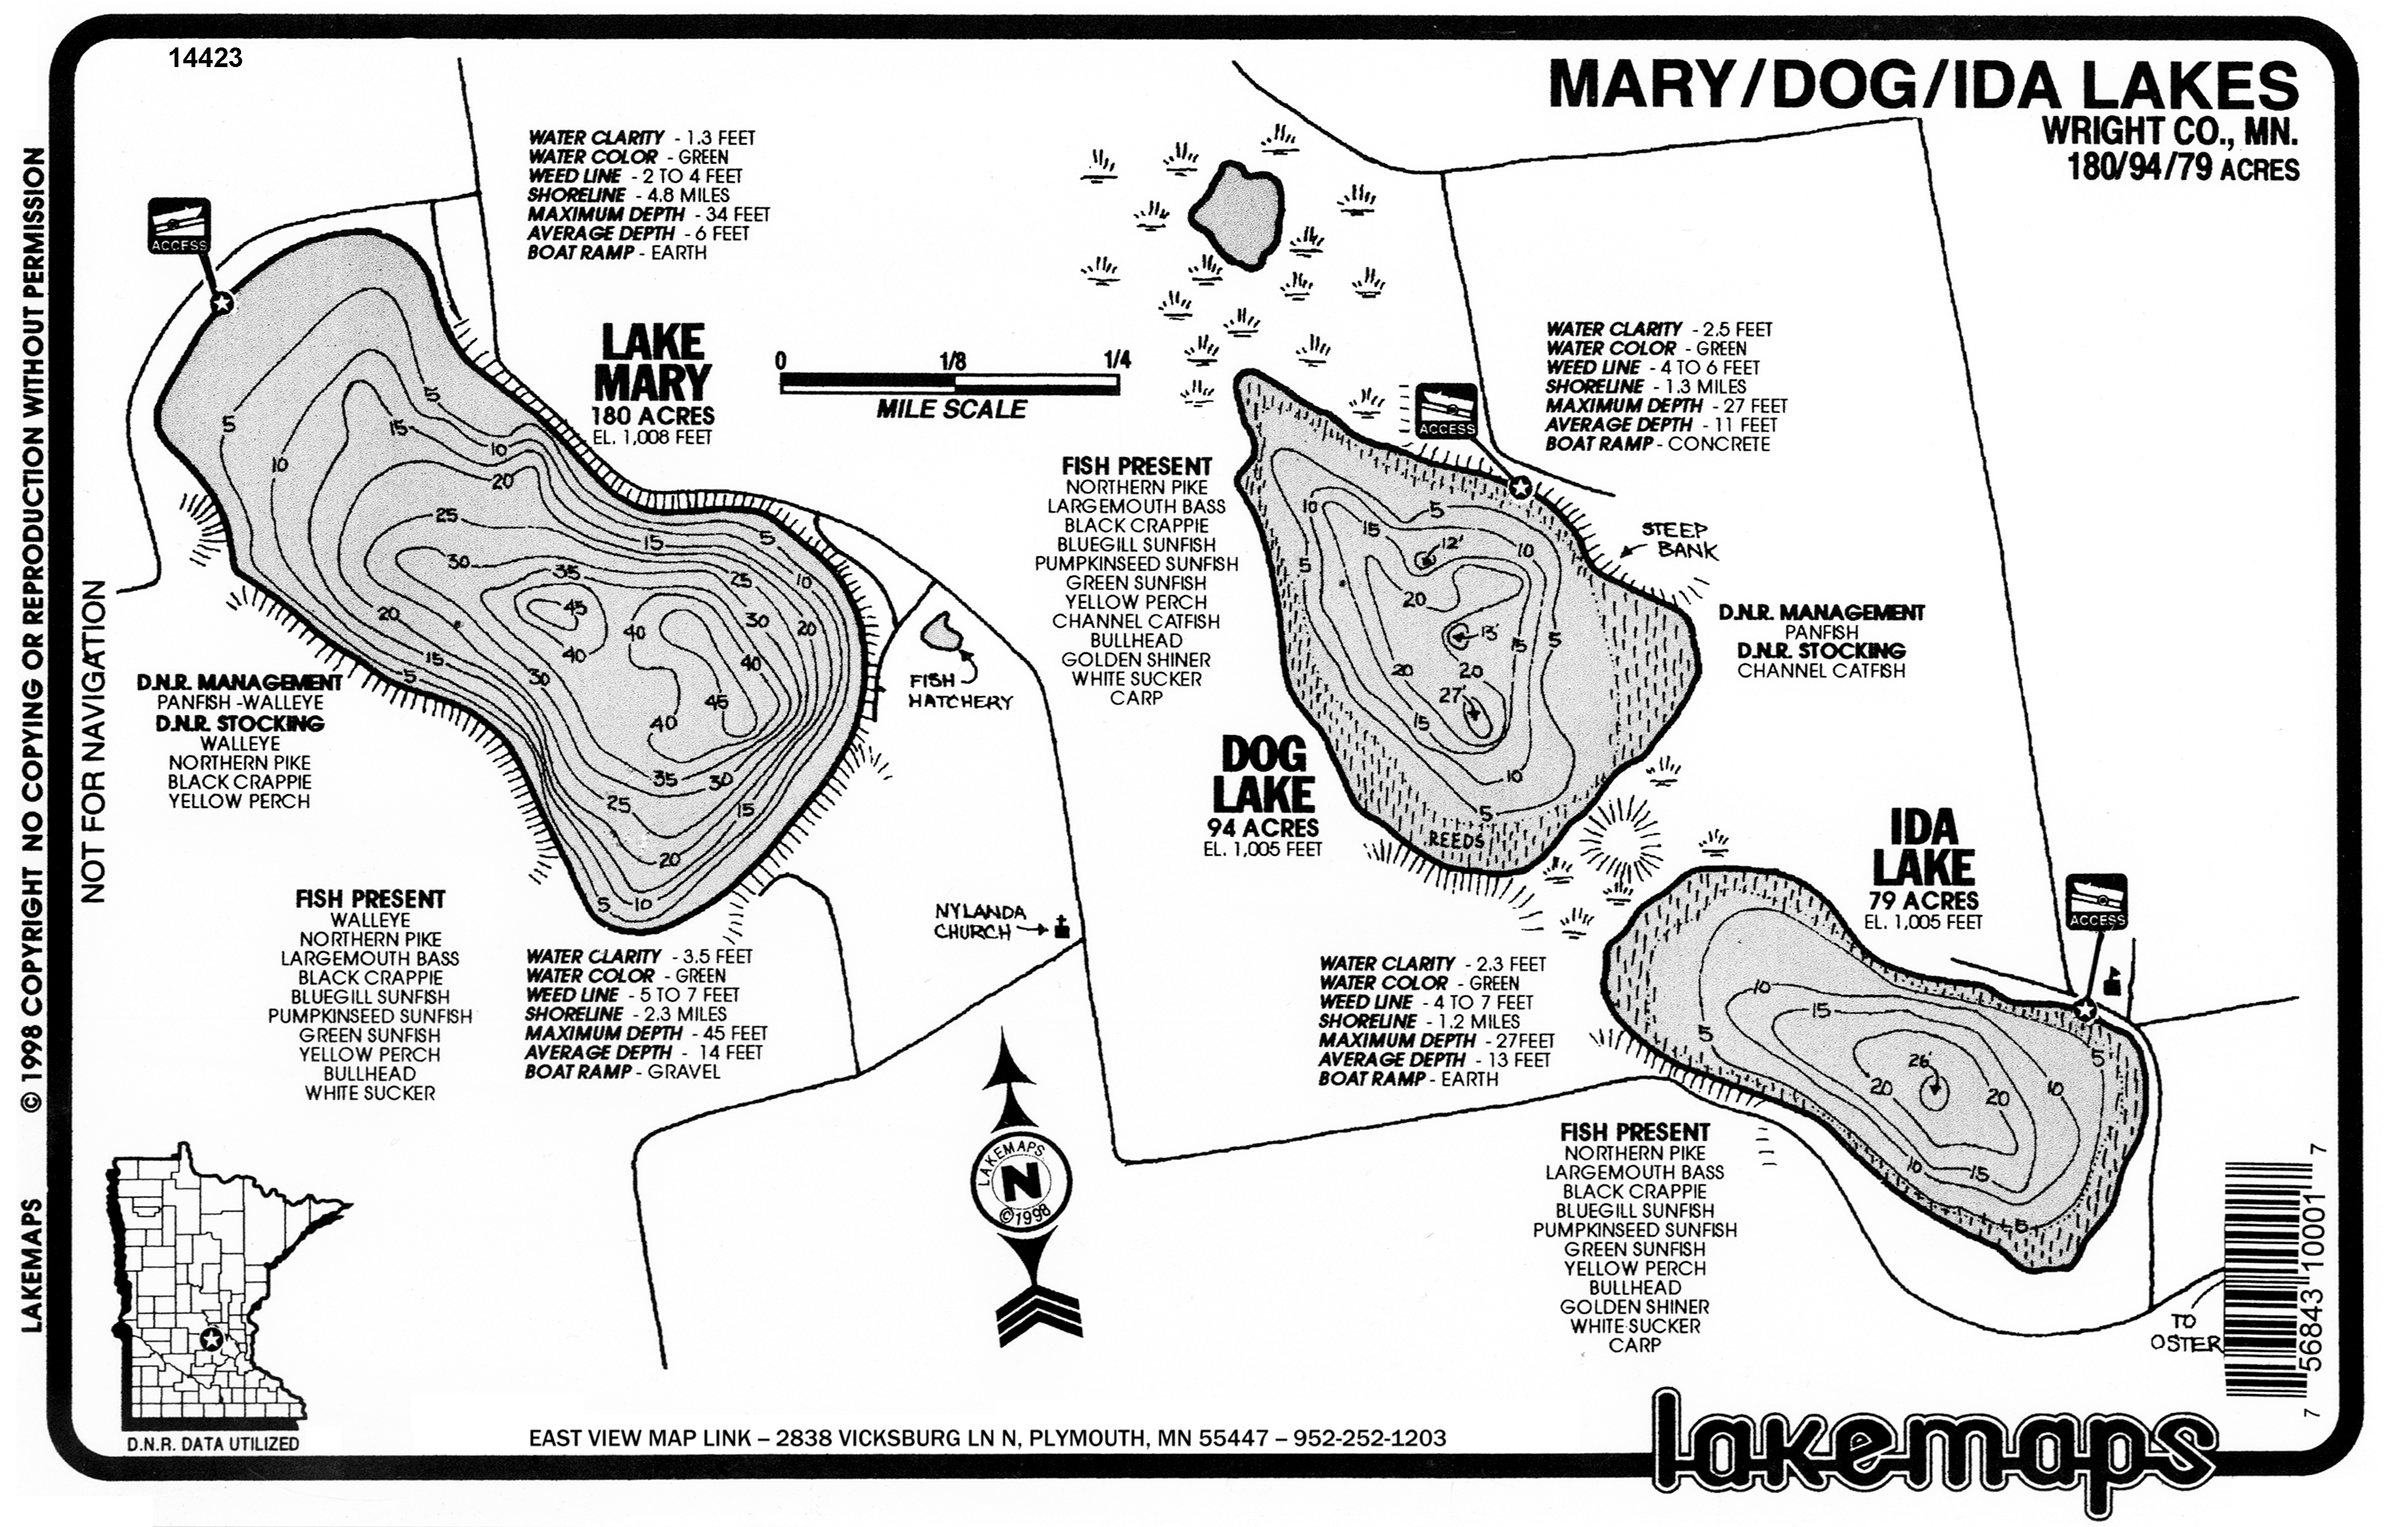 14423
MARY/DOG/IDA LAKES
WRIGHT CO., MN.
180/94/79 ACRES
WATER CLARITY - 1.3 FEET
WATER COLOR - GREEN
WEED LINE - 2 TO 4 FEET
SHORELINE - 4.8 MILES
MAXIMUM DEPTH - 34 FEET
AVERAGE DEPTH - 6 FEET
BOAT RAMP - EARTH
ACCESS
LAKE
MARY
180 ACRES
EL. 1,008 FEET
0 1/8 1/4
MILE SCALE
5
5
10
15
10
20
25
15
5
30
35
25
10
45
20
40
30
20
15
40
5
30
45
40
35
30
25
15
20
5
10
FISH
HATCHERY
D.N.R. MANAGEMENT
PANFISH -WALLEYE
D.N.R. STOCKING
WALLEYE
NORTHERN PIKE
BLACK CRAPPIE
YELLOW PERCH
FISH PRESENT
WALLEYE
NORTHERN PIKE
LARGEMOUTH BASS
BLACK CRAPPIE
BLUEGILL SUNFISH
PUMPKINSEED SUNFISH
GREEN SUNFISH
YELLOW PERCH
BULLHEAD
WHITE SUCKER
WATER CLARITY - 3.5 FEET
WATER COLOR - GREEN
WEED LINE - 5 TO 7 FEET
SHORELINE - 2.3 MILES
MAXIMUM DEPTH - 45 FEET
AVERAGE DEPTH - 14 FEET
BOAT RAMP - GRAVEL
NYLANDA
CHURCH
WATER CLARITY - 2.5 FEET
WATER COLOR - GREEN
WEED LINE - 4 TO 6 FEET
SHORELINE - 1.3 MILES
MAXIMUM DEPTH - 27 FEET
AVERAGE DEPTH - 11 FEET
BOAT RAMP - CONCRETE
ACCESS
FISH PRESENT
NORTHERN PIKE
LARGEMOUTH BASS
BLACK CRAPPIE
BLUEGILL SUNFISH
PUMPKINSEED SUNFISH
GREEN SUNFISH
YELLOW PERCH
CHANNEL CATFISH
BULLHEAD
GOLDEN SHINER
WHITE SUCKER
CARP
STEEP
BANK
10
15
5
12'
10
5
20
13'
15
5
20
20
27'
15
10
5
REEDS
D.N.R. MANAGEMENT
PANFISH
D.N.R. STOCKING
CHANNEL CATFISH
DOG
LAKE
94 ACRES
EL. 1,005 FEET
IDA
LAKE
79 ACRES
EL. 1,005 FEET
ACCESS
WATER CLARITY - 2.3 FEET
WATER COLOR - GREEN
WEED LINE - 4 TO 7 FEET
SHORELINE - 1.2 MILES
MAXIMUM DEPTH - 27FEET
AVERAGE DEPTH - 13 FEET
BOAT RAMP - EARTH
10
15
5
5
26'
20
20
10
10
15
5
FISH PRESENT
NORTHERN PIKE
LARGEMOUTH BASS
BLACK CRAPPIE
BLUEGILL SUNFISH
PUMPKINSEED SUNFISH
GREEN SUNFISH
YELLOW PERCH
BULLHEAD
GOLDEN SHINER
WHITE SUCKER
CARP
TO
OSTER
LAKEMAPS
N
©1998
D.N.R. DATA UTILIZED
EAST VIEW MAP LINK – 2838 VICKSBURG LN N, PLYMOUTH, MN 55447 – 952-252-1203
lakemaps
7 56843 10001 7
NOT FOR NAVIGATION
LAKEMAPS © 1998 COPYRIGHT NO COPYING OR REPRODUCTION WITHOUT PERMISSION